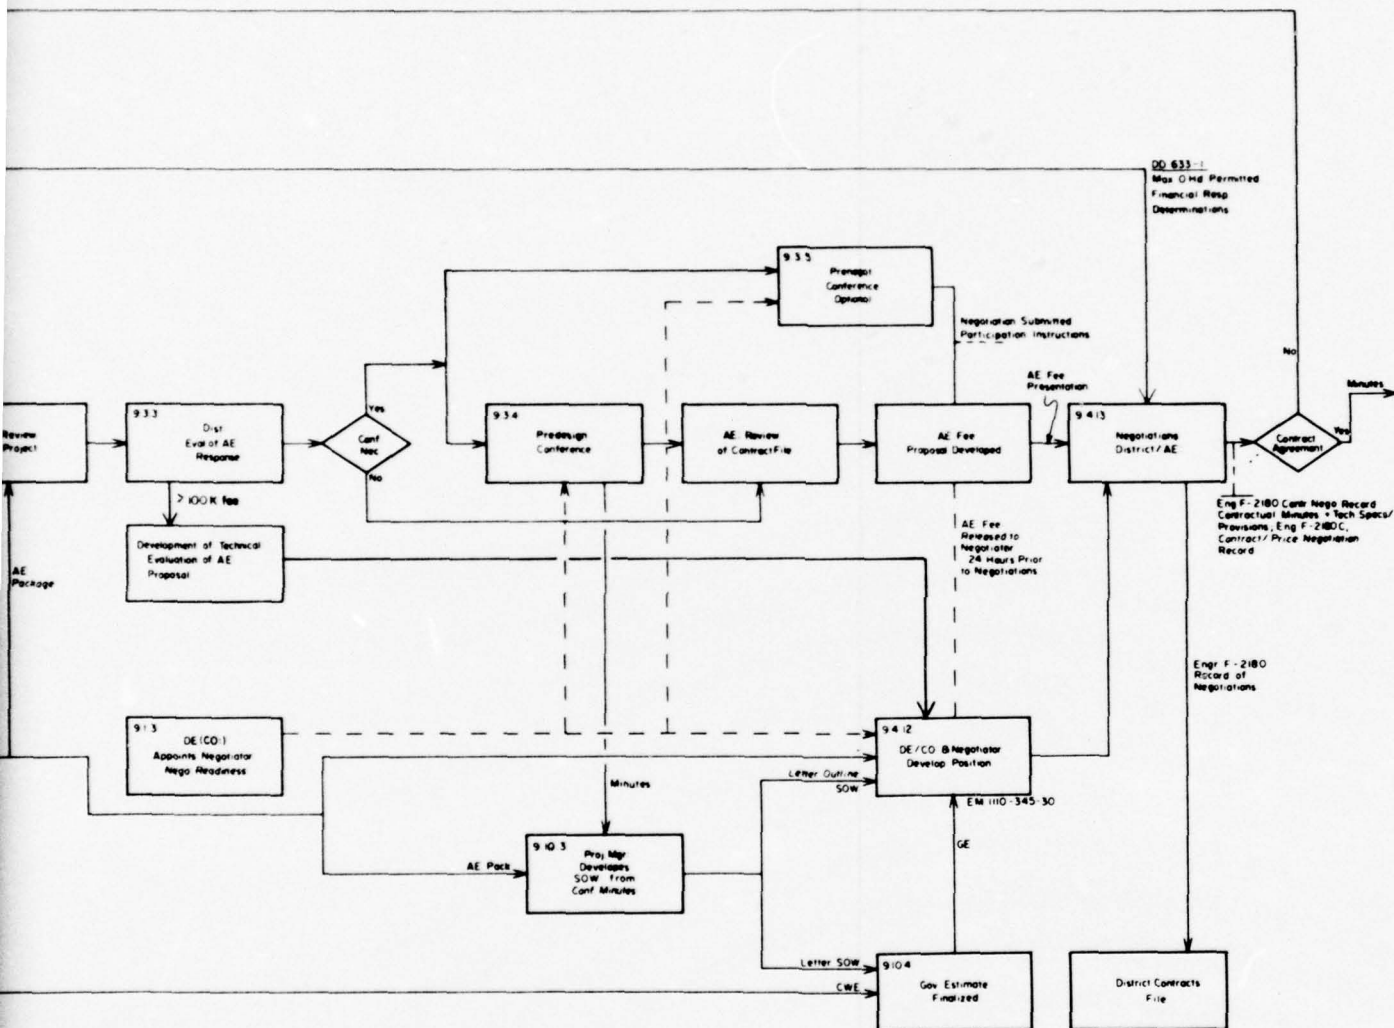 DD 633-1
Max O Hd Permitted
Financial Resp
Determinations
9.3.5
Prenegot
Conference
Optional
Negotiation Submitted
Participation Instructions
No
Minutes
Yes
Contract
Agreement
AE Fee
Presentation
Review
Project
9.3.3
Dist
Eval of AE
Response
Yes
Conf
Nec
No
9.3.4
Predesign
Conference
AE Review
of Contract File
AE Fee
Proposal Developed
9.4.13
Negotiations
District/AE
> 100 K fee
Eng F-2180 Contr Nego Record
Contractual Minutes + Tech Specs/
Provisions, Eng F-2180C,
Contract/Price Negotiation
Record
Development of Technical
Evaluation of AE
Proposal
AE
Package
AE Fee
Released to
Negotiator
24 Hours Prior
to Negotiations
Engr F-2180
Record of
Negotiations
9.1.3
DE (CO)
Appoints Negotiator
Nego Readiness
9.4.12
DE/CO & Negotiator
Develop Position
Letter Outline
SOW
EM 1110-345-30
Minutes
9.10.3
Proj Mgr
Developes
SOW from
Conf Minutes
AE Pack
GE
Letter SOW
CWE
9.10.4
Gov Estimate
Finalized
District Contracts
File